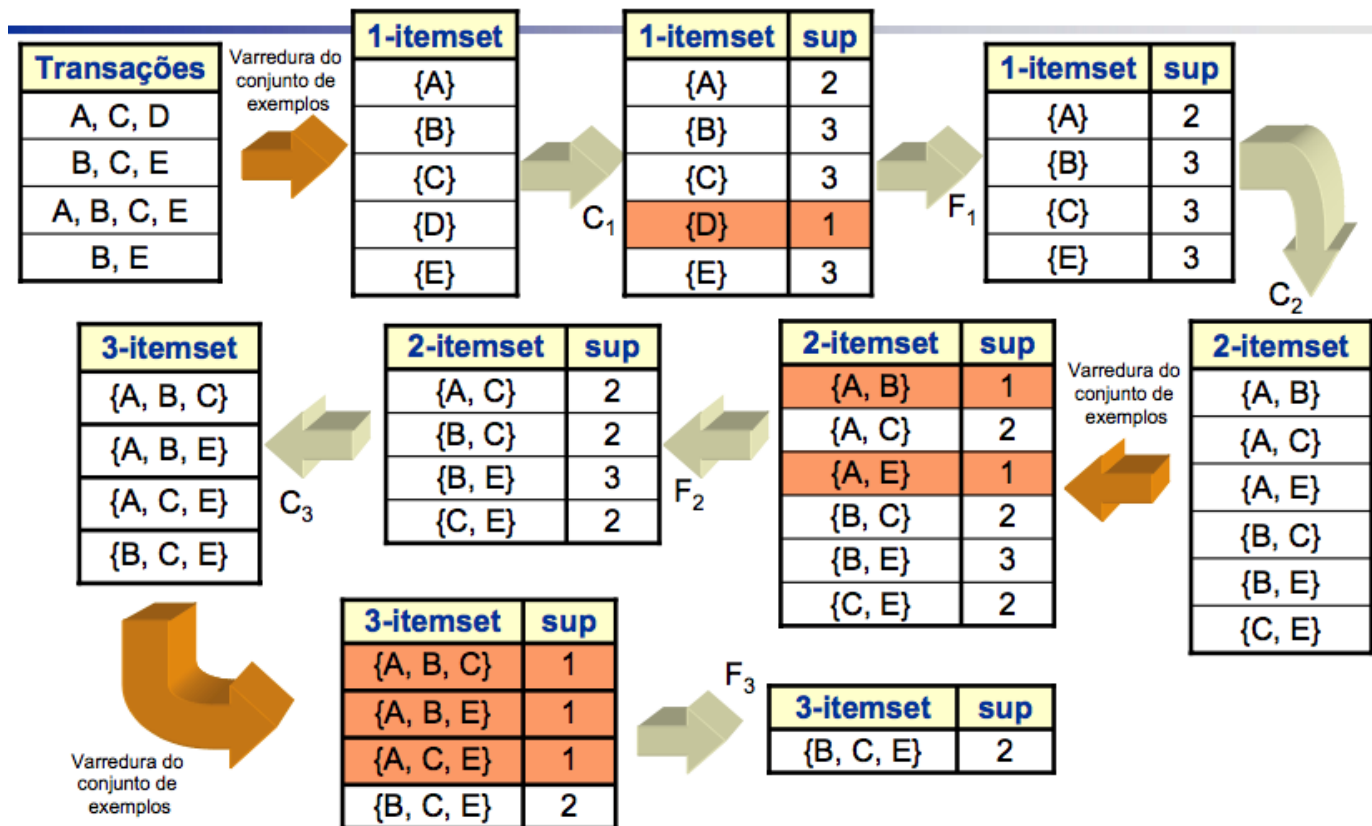 Transações
A, C, D
B, C, E
A, B, C, E
B, E
Varredura do
conjunto de
exemplos
1-itemset
{A}
{B}
{C}
{D}
{E}
C1
1-itemset sup
{A} 2
{B} 3
{C} 3
{D} 1
{E} 3
F1
1-itemset sup
{A} 2
{B} 3
{C} 3
{E} 3
C2
2-itemset
{A, B}
{A, C}
{A, E}
{B, C}
{B, E}
{C, E}
Varredura do
conjunto de
exemplos
2-itemset sup
{A, B} 1
{A, C} 2
{A, E} 1
{B, C} 2
{B, E} 3
{C, E} 2
F2
2-itemset sup
{A, C} 2
{B, C} 2
{B, E} 3
{C, E} 2
C3
3-itemset
{A, B, C}
{A, B, E}
{A, C, E}
{B, C, E}
Varredura do
conjunto de
exemplos
3-itemset sup
{A, B, C} 1
{A, B, E} 1
{A, C, E} 1
{B, C, E} 2
F3
3-itemset sup
{B, C, E} 2